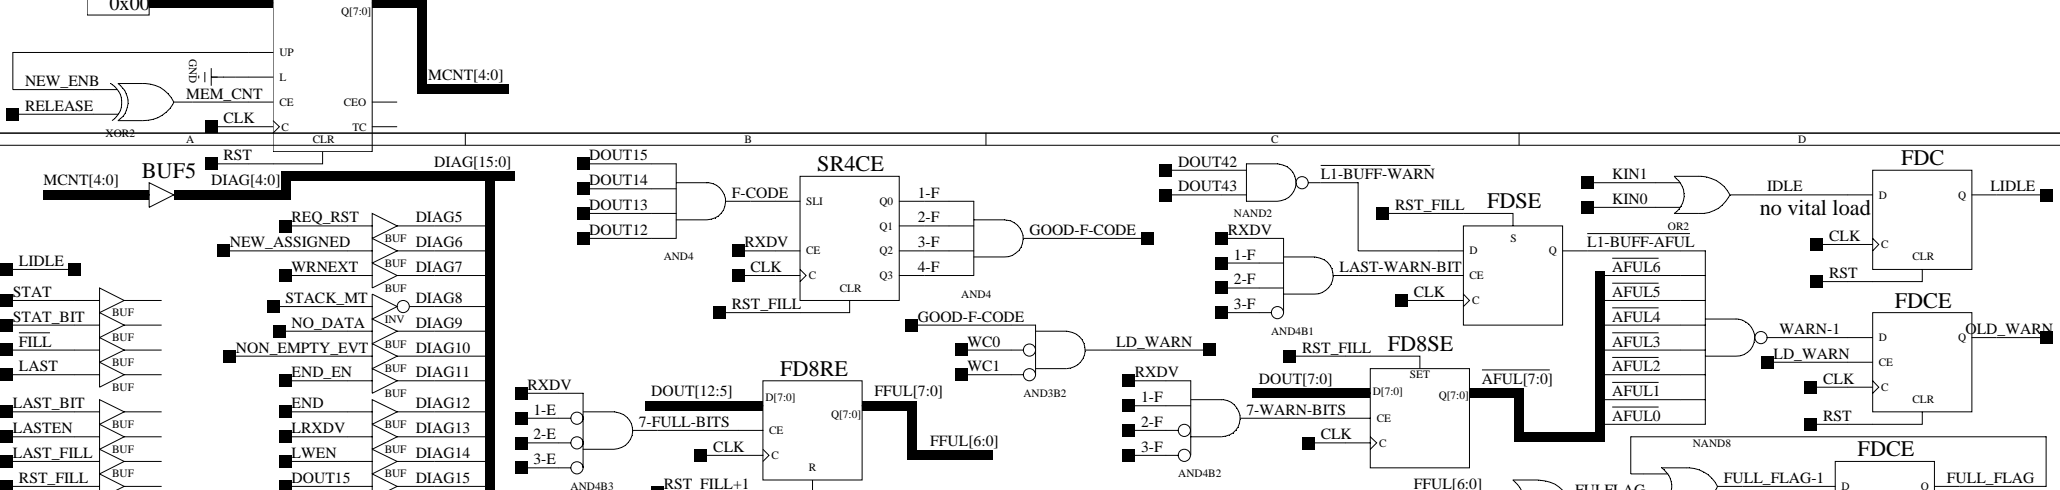 0x00
Q[7:0]
UP
GND
L
NEW_ENB
MEM_CNT
CE
CEO
RELEASE
CLK
C
TC
XOR2
CLR
RST
MCNT[4:0]
A
B
C
D
MCNT[4:0]
BUF5
DIAG[4:0]
DIAG[15:0]
REQ_RST
BUF
DIAG5
NEW_ASSIGNED
BUF
DIAG6
WRNEXT
BUF
DIAG7
STACK_MT
INV
DIAG8
NO_DATA
BUF
DIAG9
NON_EMPTY_EVT
BUF
DIAG10
END_EN
BUF
DIAG11
END
BUF
DIAG12
LRXDV
BUF
DIAG13
LWEN
BUF
DIAG14
DOUT15
BUF
DIAG15
LIDLE
STAT
BUF
STAT_BIT
BUF
FILL
BUF
LAST
BUF
LAST_BIT
BUF
LASTEN
BUF
LAST_FILL
BUF
RST_FILL
BUF
DOUT15
DOUT14
DOUT13
DOUT12
AND4
F-CODE
SR4CE
SLI
Q0
Q1
Q2
Q3
CE
C
CLR
RXDV
CLK
RST_FILL
1-F
2-F
3-F
4-F
AND4
GOOD-F-CODE
GOOD-F-CODE
WC0
WC1
AND3B2
LD_WARN
RXDV
1-E
2-E
3-E
AND4B3
7-FULL-BITS
DOUT[12:5]
FD8RE
D[7:0]
Q[7:0]
CE
C
R
CLK
RST_FILL+1
FFUL[7:0]
FFUL[6:0]
DOUT42
DOUT43
NAND2
L1-BUFF-WARN
RXDV
1-F
2-F
3-F
AND4B1
LAST-WARN-BIT
RST_FILL
FDSE
S
D
Q
CE
C
CLK
RST_FILL
FD8SE
SET
D[7:0]
Q[7:0]
CE
C
DOUT[7:0]
RXDV
1-F
2-F
3-F
AND4B2
7-WARN-BITS
CLK
AFUL[7:0]
FFUL[6:0]
KIN1
KIN0
OR2
IDLE
no vital load
FDC
D
Q
C
CLR
CLK
RST
LIDLE
L1-BUFF-AFUL
AFUL6
AFUL5
AFUL4
AFUL3
AFUL2
AFUL1
AFUL0
NAND8
WARN-1
LD_WARN
CLK
RST
FDCE
D
Q
CE
C
CLR
OLD_WARN
FDCE
FULL_FLAG-1
D
Q
FULL_FLAG